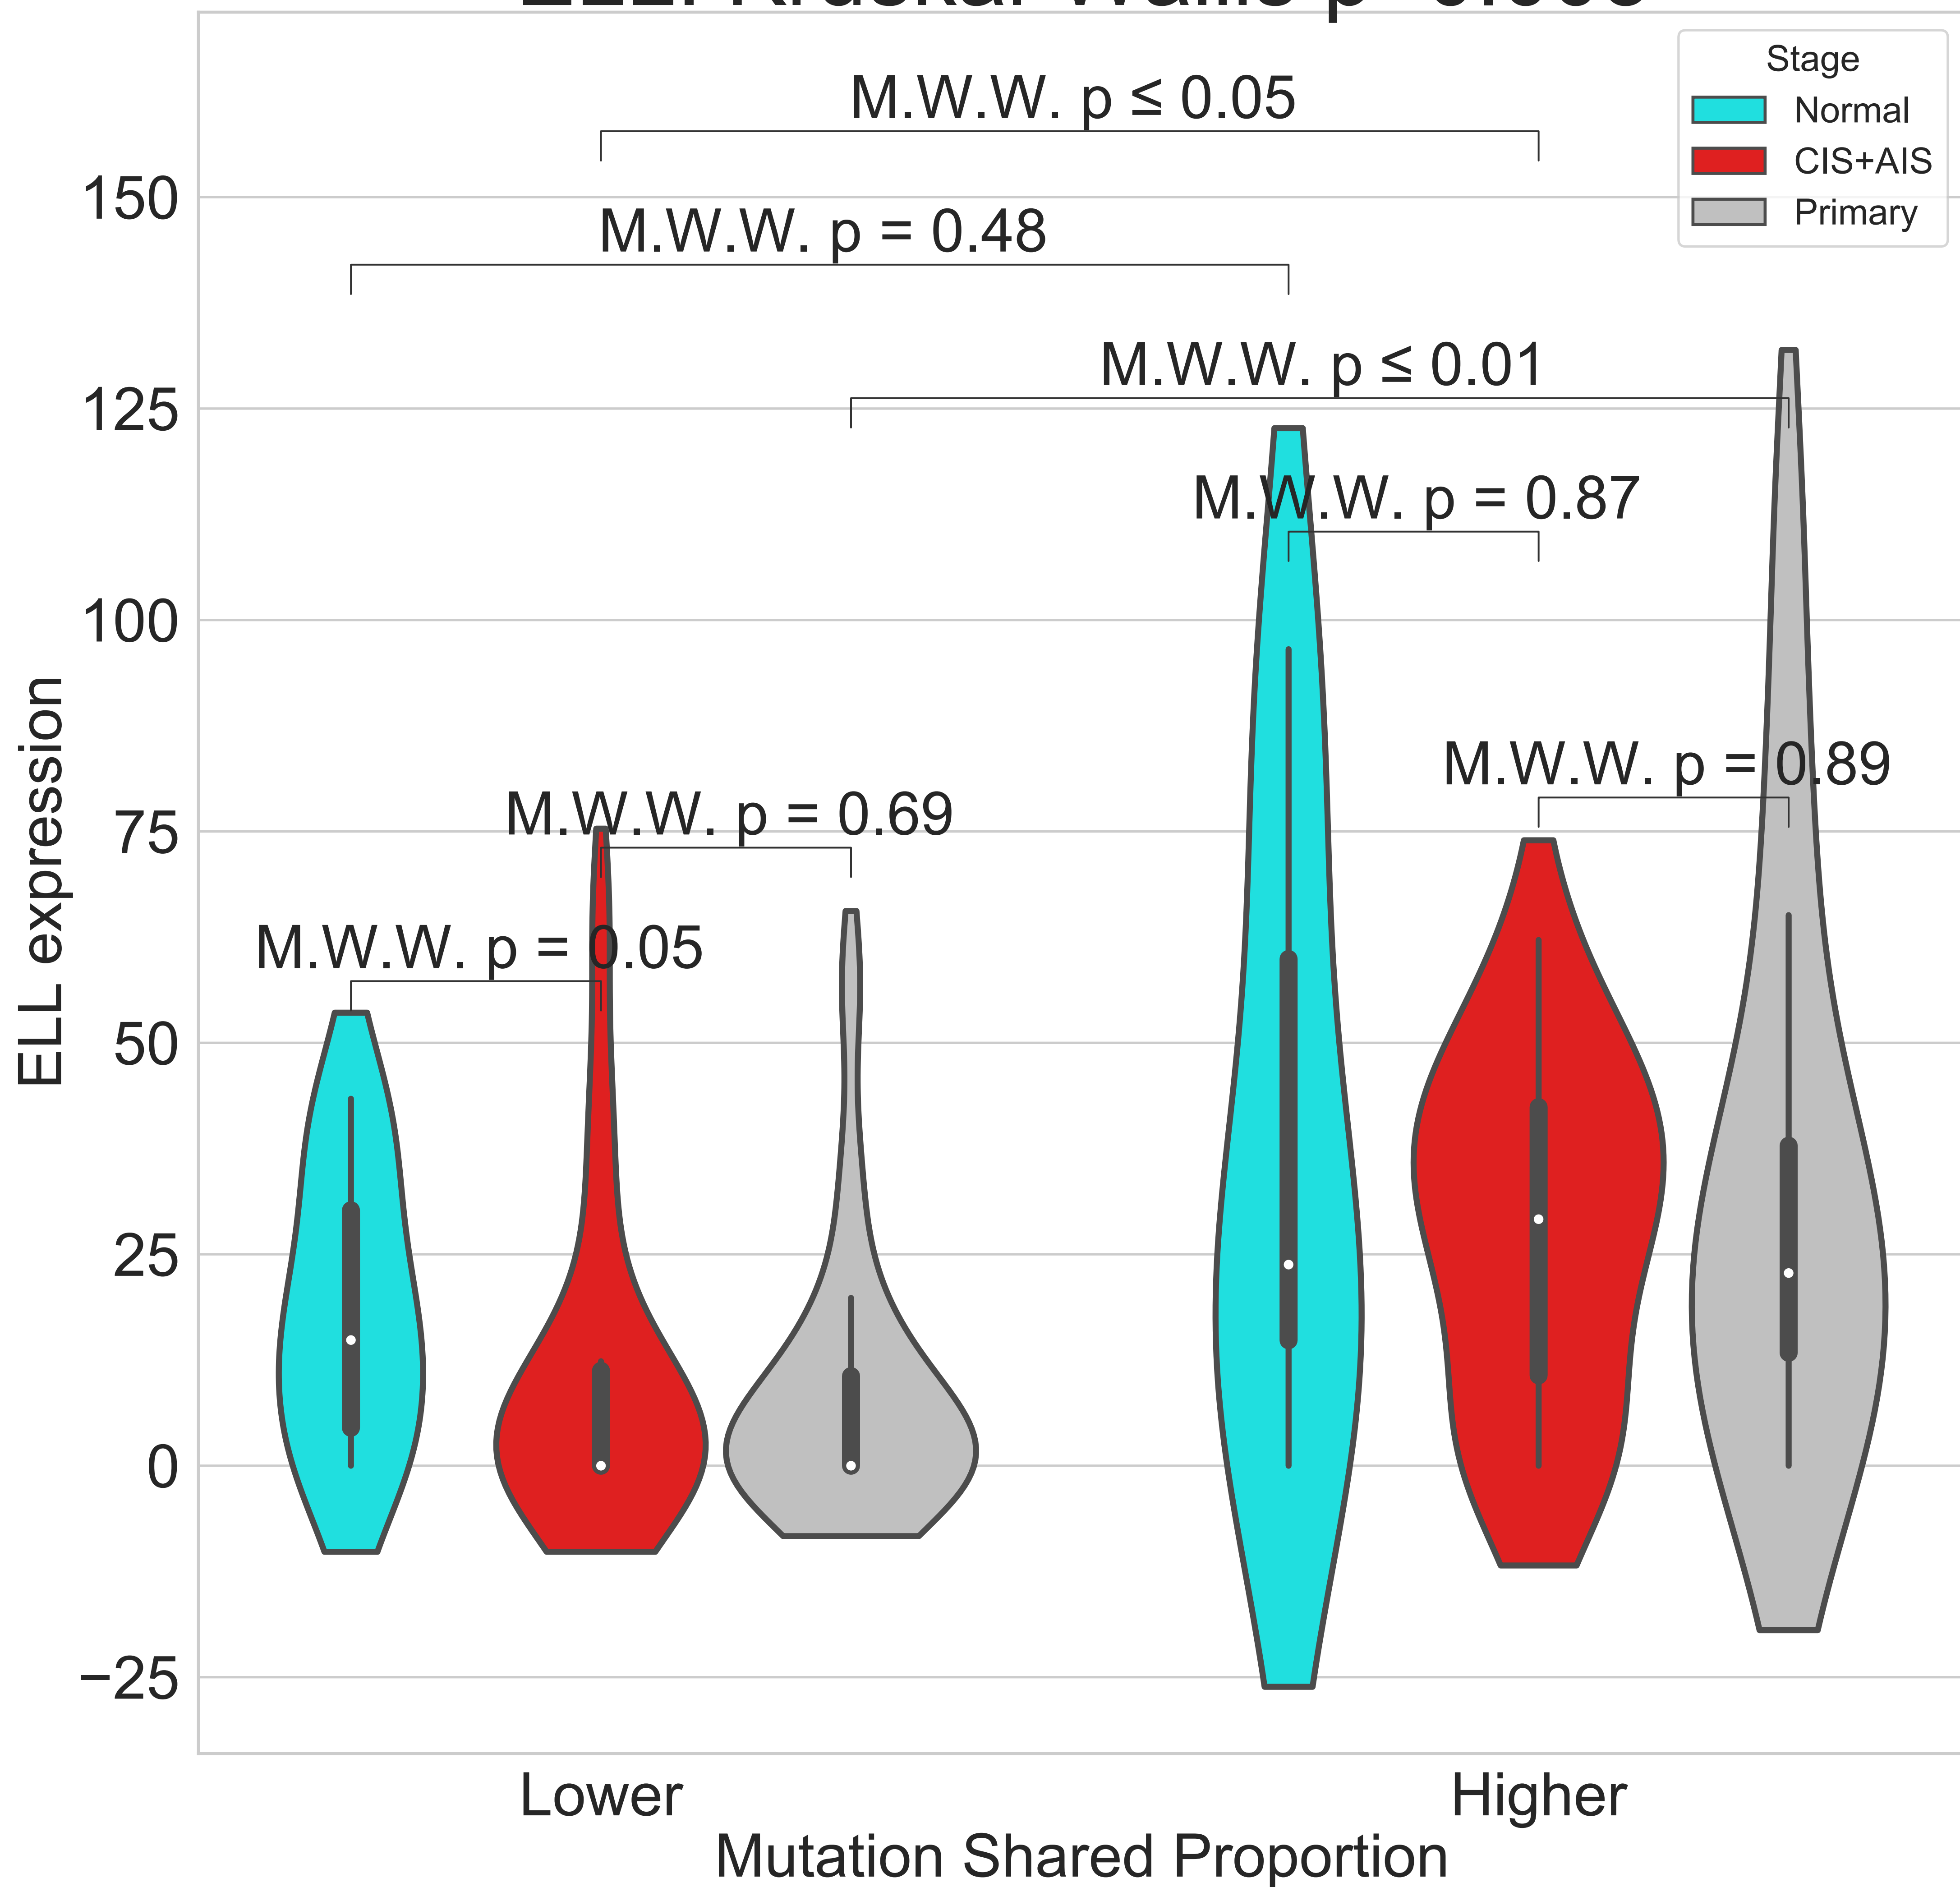 Stage
Normal
CIS+AIS
Primary
M.W.W. p ≤ 0.05
M.W.W. p = 0.48
M.W.W. p ≤ 0.01
M.W.W. p = 0.87
M.W.W. p = 0.89
M.W.W. p = 0.69
M.W.W. p = 0.05
150
125
100
75
50
25
0
−25
ELL expression
Lower
Higher
Mutation Shared Proportion